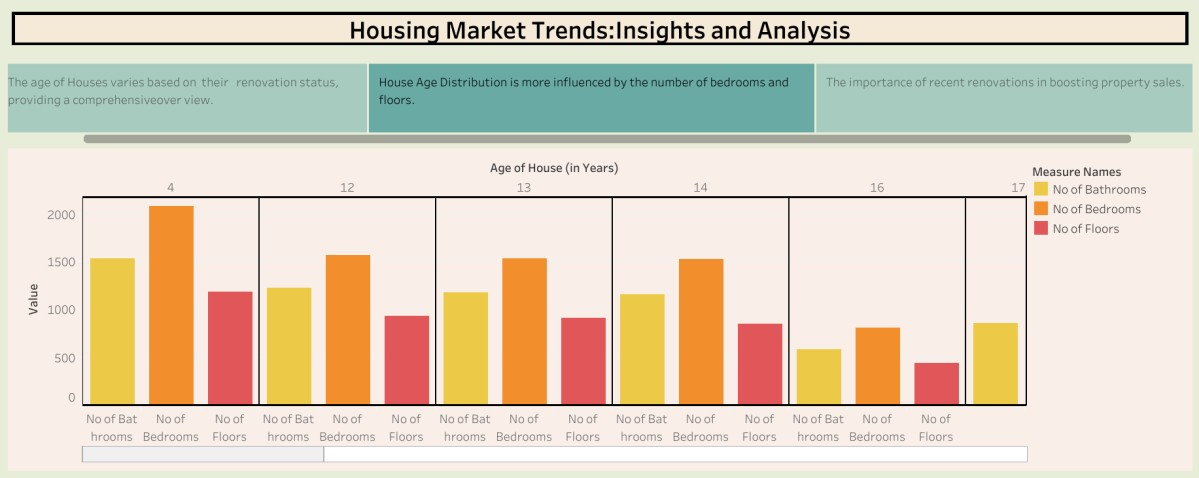 Housing Market Trends:Insights and Analysis
The age of Houses varies based on their renovation status,
providing a comprehensiveover view.
House Age Distribution is more influenced by the number of bedrooms and
floors.
The importance of recent renovations in boosting property sales.
Age of House (in Years)
4 12 13 14 16 17
Value
2000
1500
1000
500
0
No of Bat
hrooms
No of
Bedrooms
No of
Floors
No of Bat
hrooms
No of
Bedrooms
No of
Floors
No of Bat
hrooms
No of
Bedrooms
No of
Floors
No of Bat
hrooms
No of
Bedrooms
No of
Floors
No of Bat
hrooms
No of
Bedrooms
No of
Floors
Measure Names
No of Bathrooms
No of Bedrooms
No of Floors